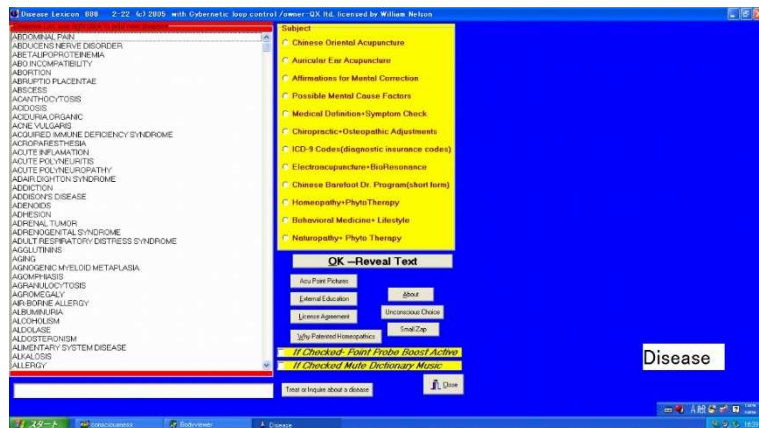 Disease Lexicon 888 2-22 (c) 2005 with Cybernetic loop control /owner-QX ltd, licensed by William Nelson
ABDOMINAL PAIN
ABDUCENS NERVE DISORDER
ABETALIPOPROTEINEMIA
ABO INCOMPATIBILITY
ABORTION
ABRUPTIO PLACENTAE
ABSCESS
ACANTHOCYTOSIS
ACIDOSIS
ACIDURIA,ORGANIC
ACNE VULGARIS
ACQUIRED IMMUNE DEFICIENCY SYNDROME
ACROPARESTHESIA
ACUTE INFLAMATION
ACUTE POLYNEURITIS
ACUTE POLYNEUROPATHY
ADAIR DIGHTON SYNDROME
ADDICTION
ADDISON'S DISEASE
ADENOIDS
ADHESION
ADRENAL TUMOR
ADRENOGENITAL SYNDROME
ADULT RESPIRATORY DISTRESS SYNDROME
AGGLUTININS
AGING
AGNOGENIC MYELOID METAPLASIA
AGOMPHIASIS
AGRANULOCYTOSIS
AGROMEGALY
AIR-BORNE ALLERGY
ALBUMINURIA
ALCOHOLISM
ALDOLASE
ALDOSTERONISM
ALIMENTARY SYSTEM DISEASE
ALKALOSIS
ALLERGY
Subject
Chinese Oriental Acupuncture
Auricular Ear Acupuncture
Affirmations for Mental Correction
Possible Mental Cause Factors
Medical Definition+Symptom Check
Chiropractic+Osteopathic Adjustments
ICD-9 Codes(diagnostic insurance codes)
Electroacupuncture+BioResonance
Chinese Barefoot Dr. Program(short form)
Homeopathy+PhytoTherapy
Behavioral Medicine+ Lifestyle
Naturopathy+ Phyto Therapy
OK --Reveal Text
Acu Point Pictures
External Education
About
License Agreement
Unconscious Choice
Why Patented Homeopathics
Small Zap
If Checked- Point Probe Boost Active
If Checked Mute Dictionary Music
Treat or Inquire about a disease
Close
Disease
スタート
consciousness
Bodyviewer
Disease